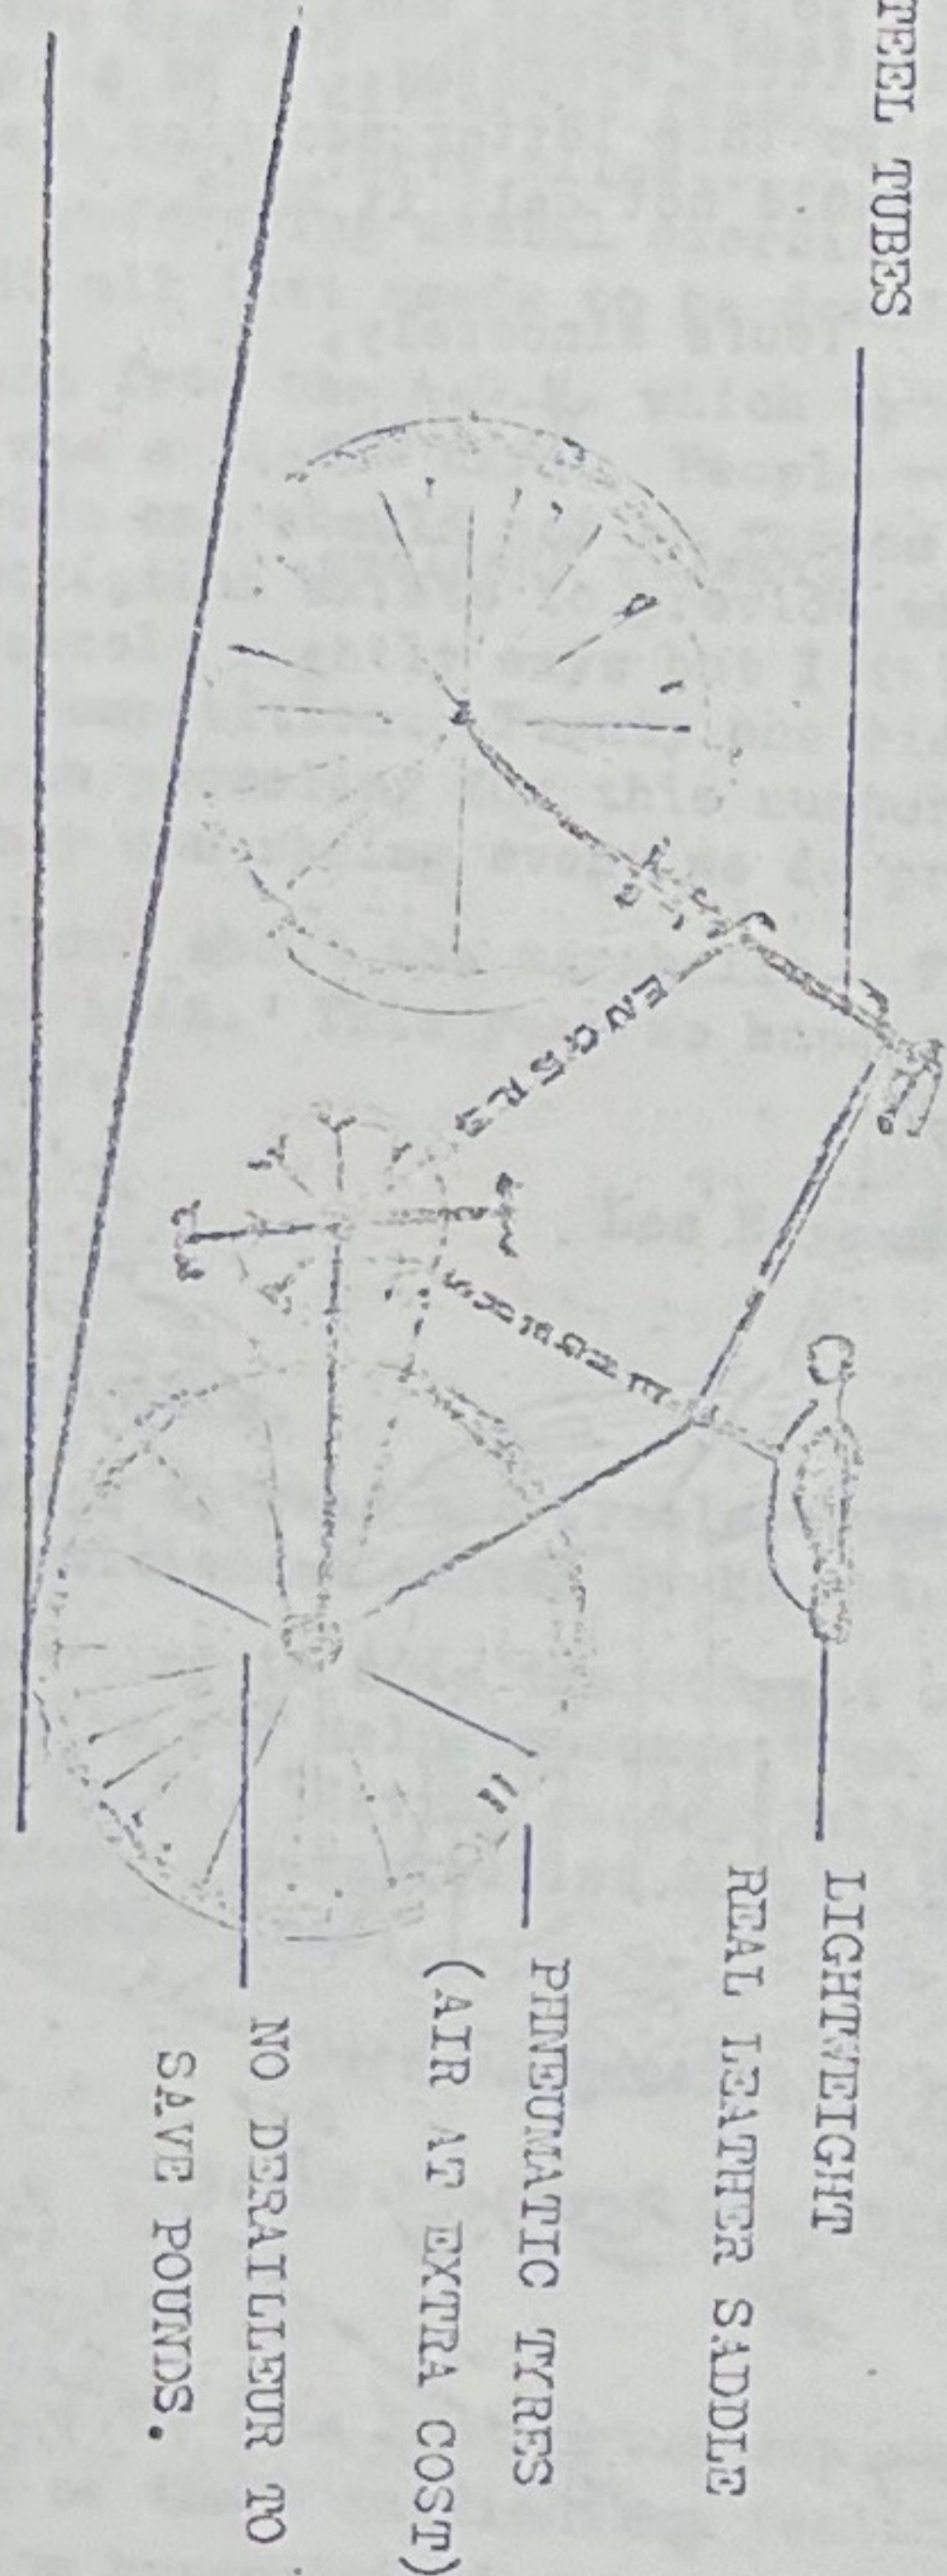 TEEL TUBES
LIGHTWEIGHT
REAL LEATHER SADDLE
PHNEUMATIC TYRES
(AIR AT EXTRA COST)
NO DERAILLEUR TO
SAVE POUNDS.